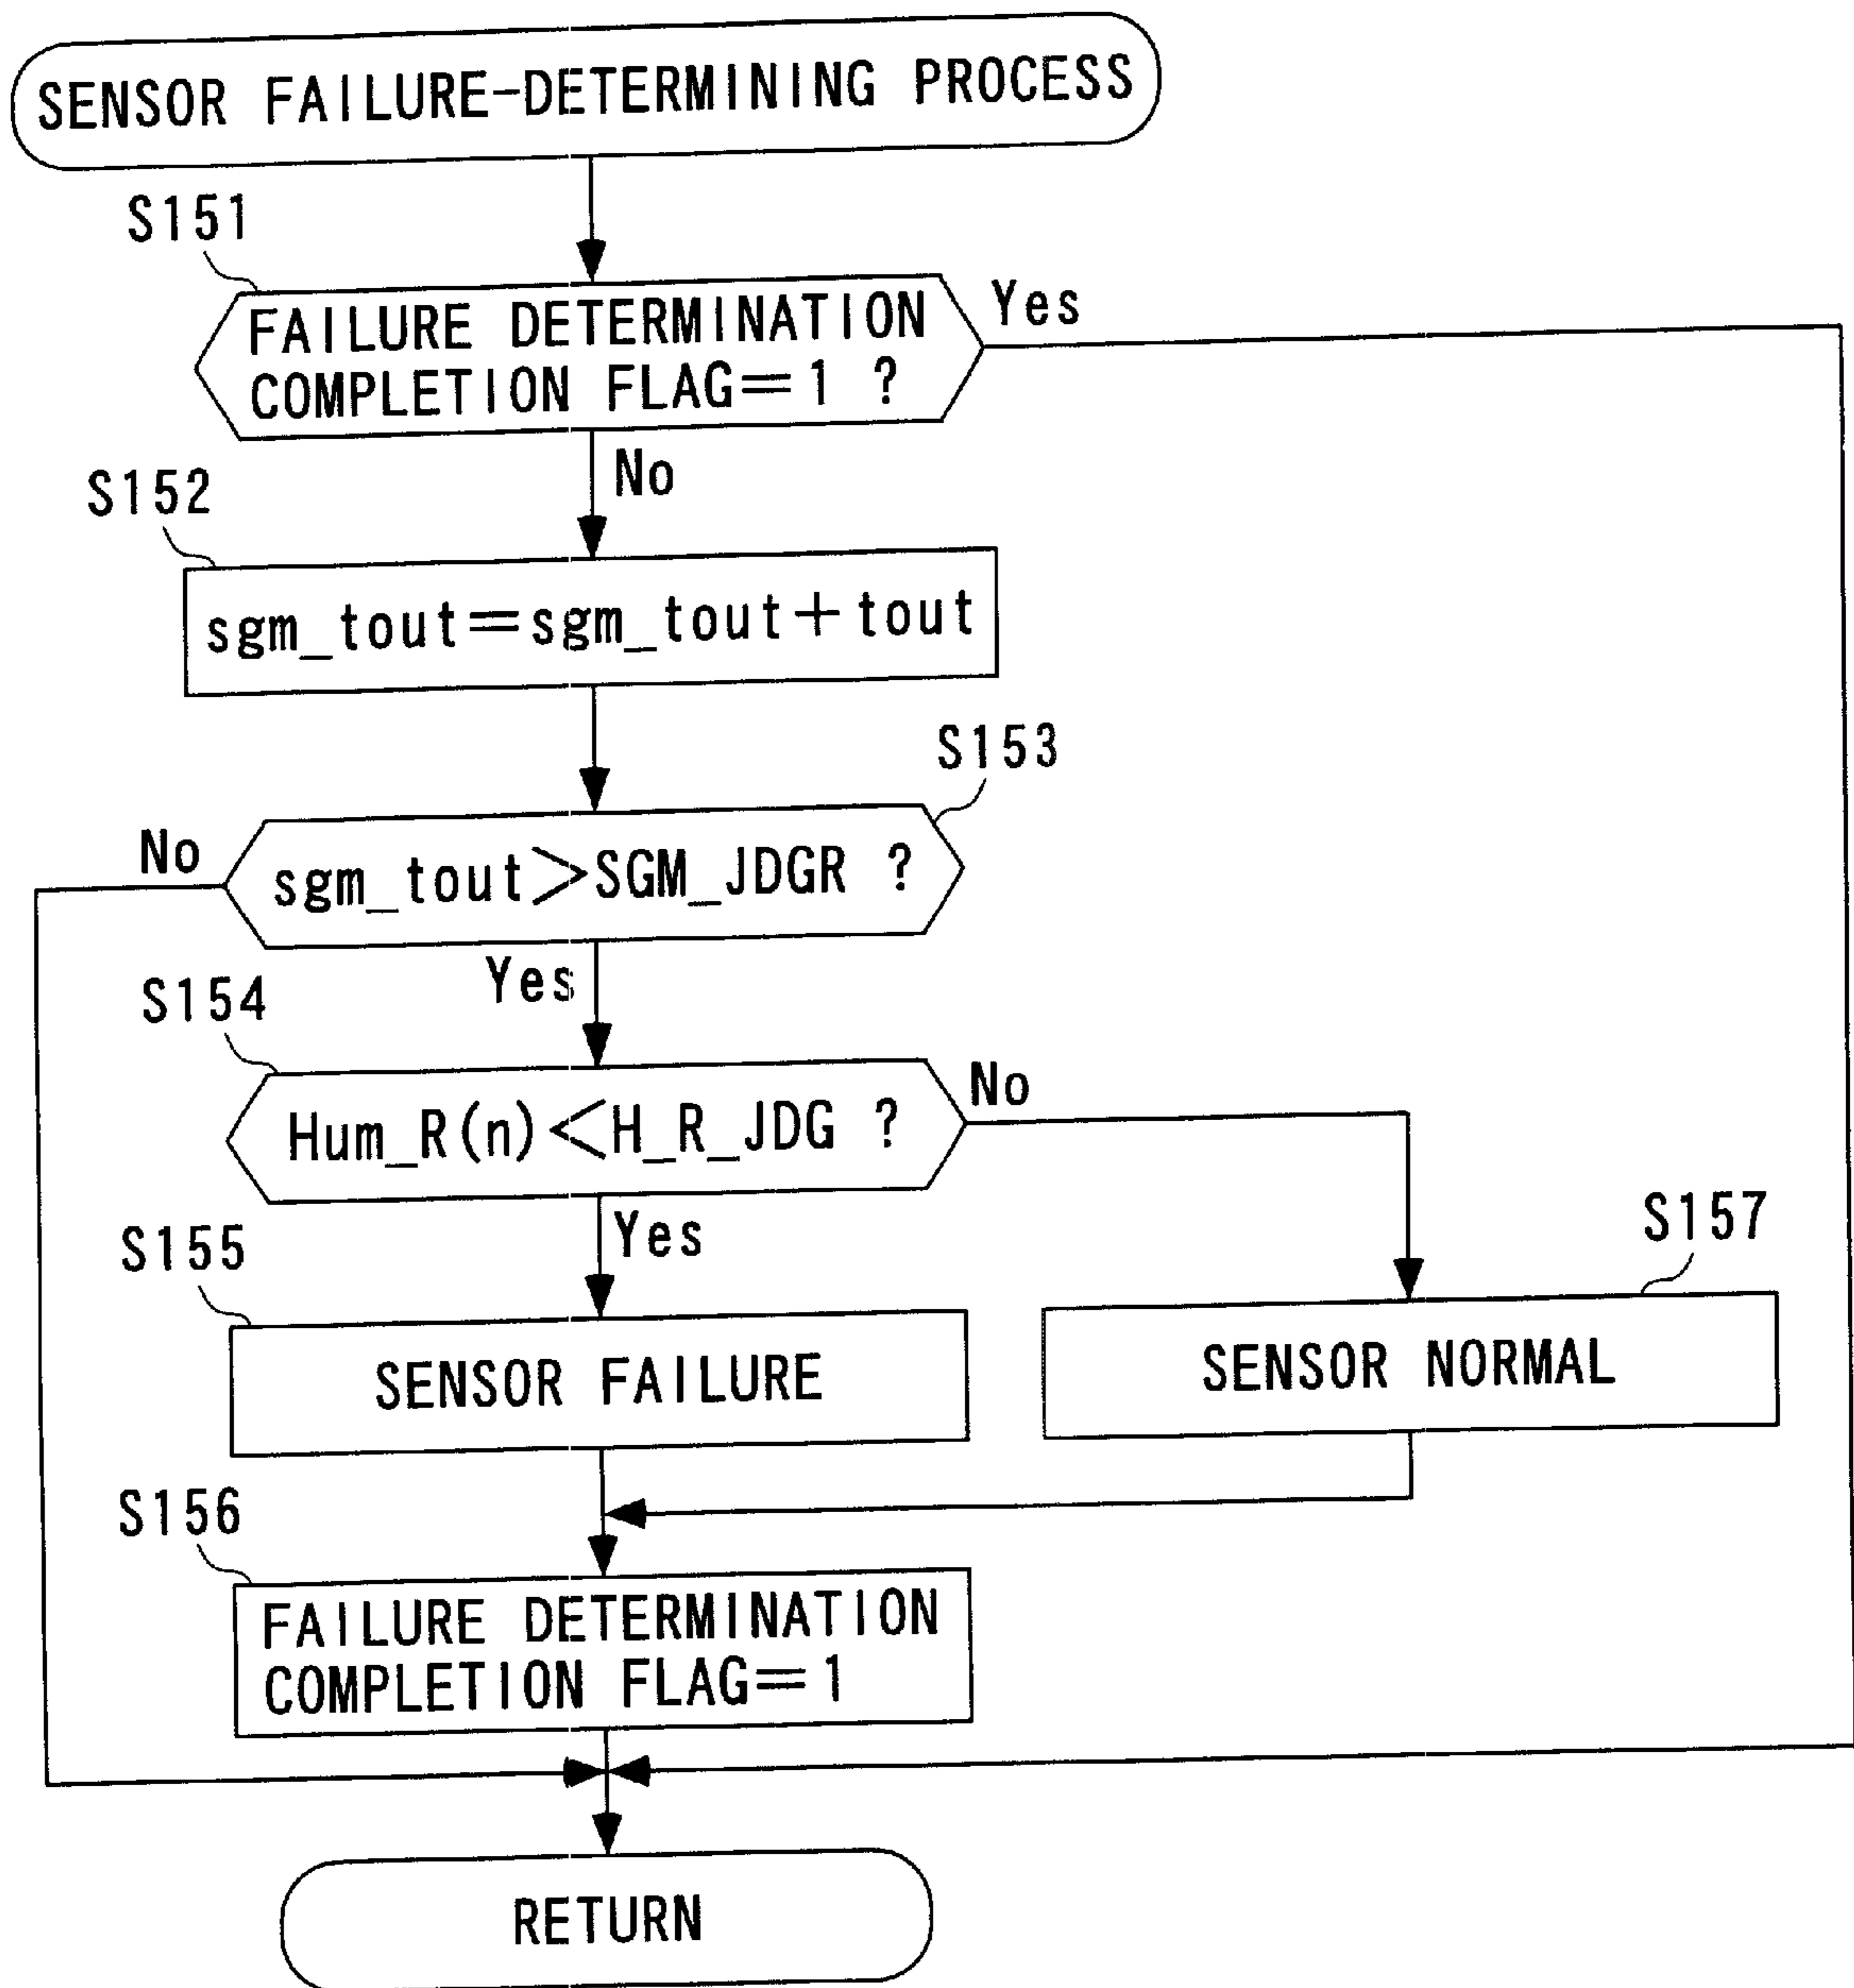 SENSOR FAILURE-DETERMINING PROCESS
S151
FAILURE DETERMINATION
COMPLETION FLAG=1 ?
Yes
No
S152
sgm_tout=sgm_tout+tout
S153
No
sgm_tout>SGM_JDGR ?
Yes
S154
Hum_R(n)<H_R_JDG ?
No
Yes
S155
SENSOR FAILURE
S157
SENSOR NORMAL
S156
FAILURE DETERMINATION
COMPLETION FLAG=1
RETURN